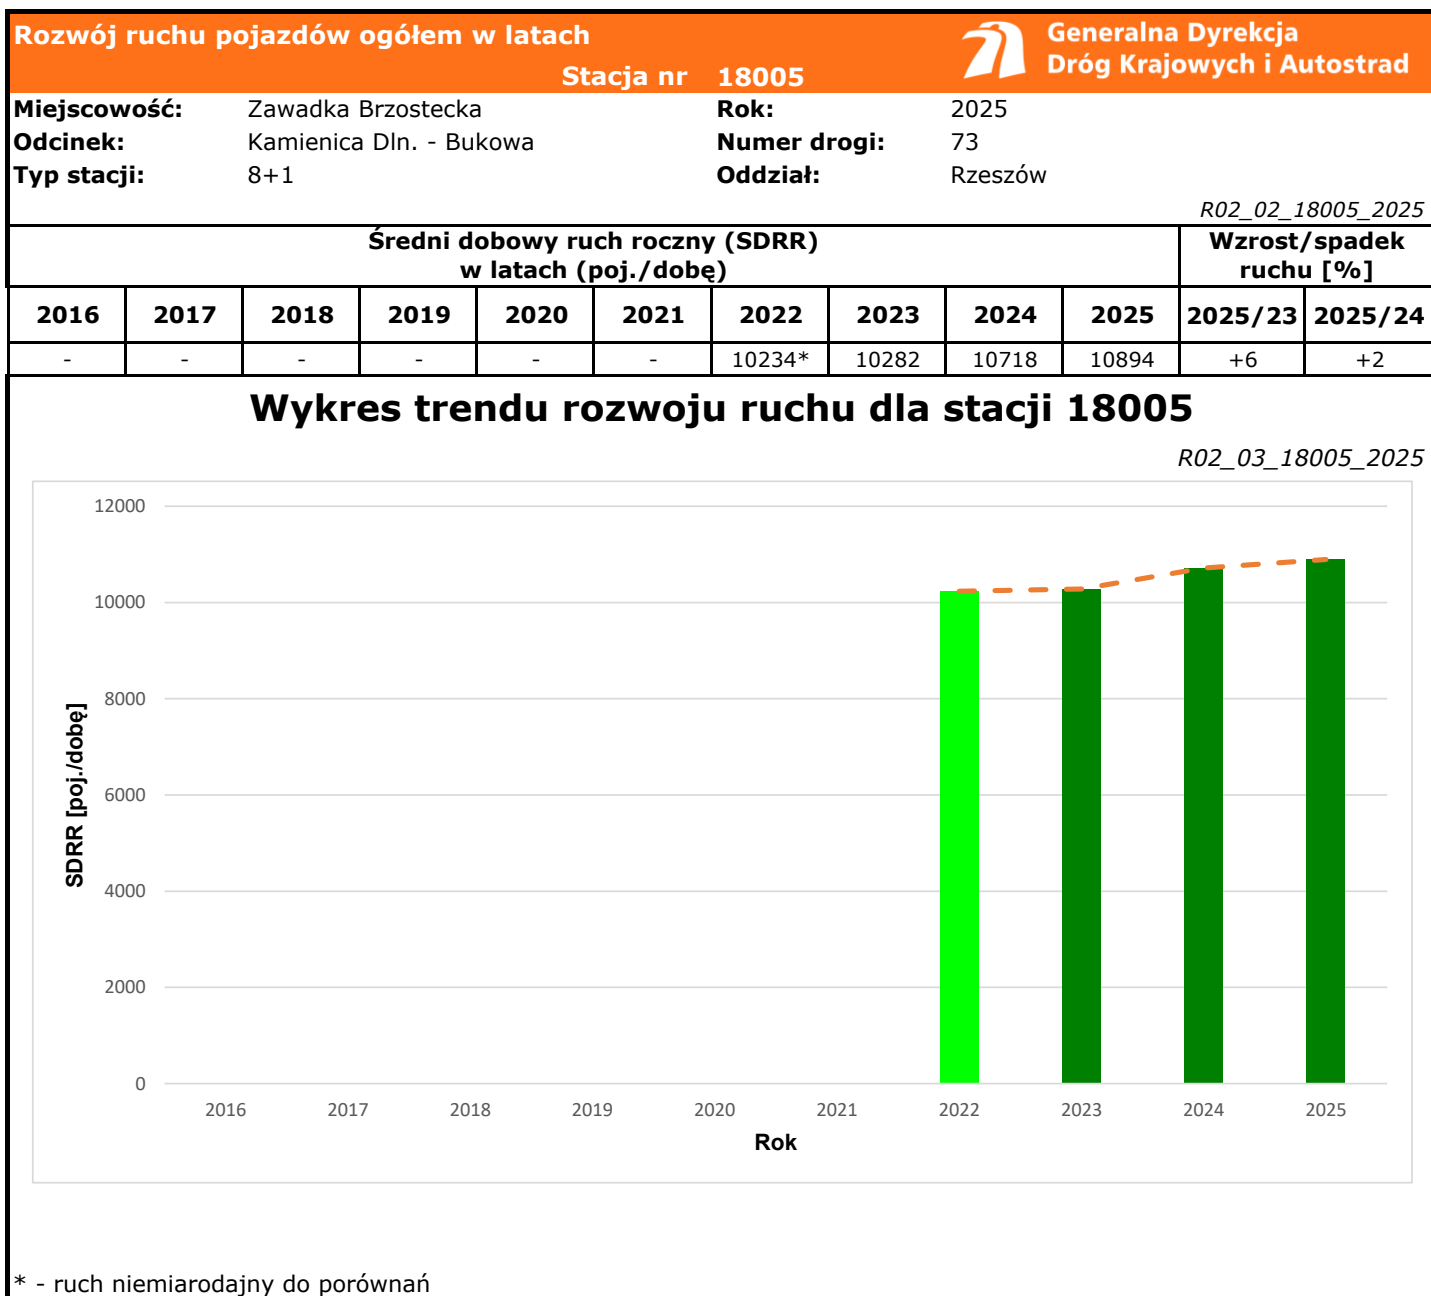 Rozwój ruchu pojazdów ogółem w latach
Generalna Dyrekcja
Dróg Krajowych i Autostrad
Stacja nr 18005
Miejscowość: Zawadka Brzostecka Rok: 2025
Odcinek: Kamienica Dln. - Bukowa Numer drogi: 73
Typ stacji: 8+1 Oddział: Rzeszów
R02_02_18005_2025
Średni dobowy ruch roczny (SDRR)
w latach (poj./dobę)
Wzrost/spadek
ruchu [%]
2016 2017 2018 2019 2020 2021 2022 2023 2024 2025 2025/23 2025/24
- - - - - - 10234* 10282 10718 10894 +6 +2
Wykres trendu rozwoju ruchu dla stacji 18005
R02_03_18005_2025
12000
10000
8000
6000
4000
2000
0
SDRR [poj./dobę]
2016 2017 2018 2019 2020 2021 2022 2023 2024 2025
Rok
* - ruch niemiarodajny do porównań